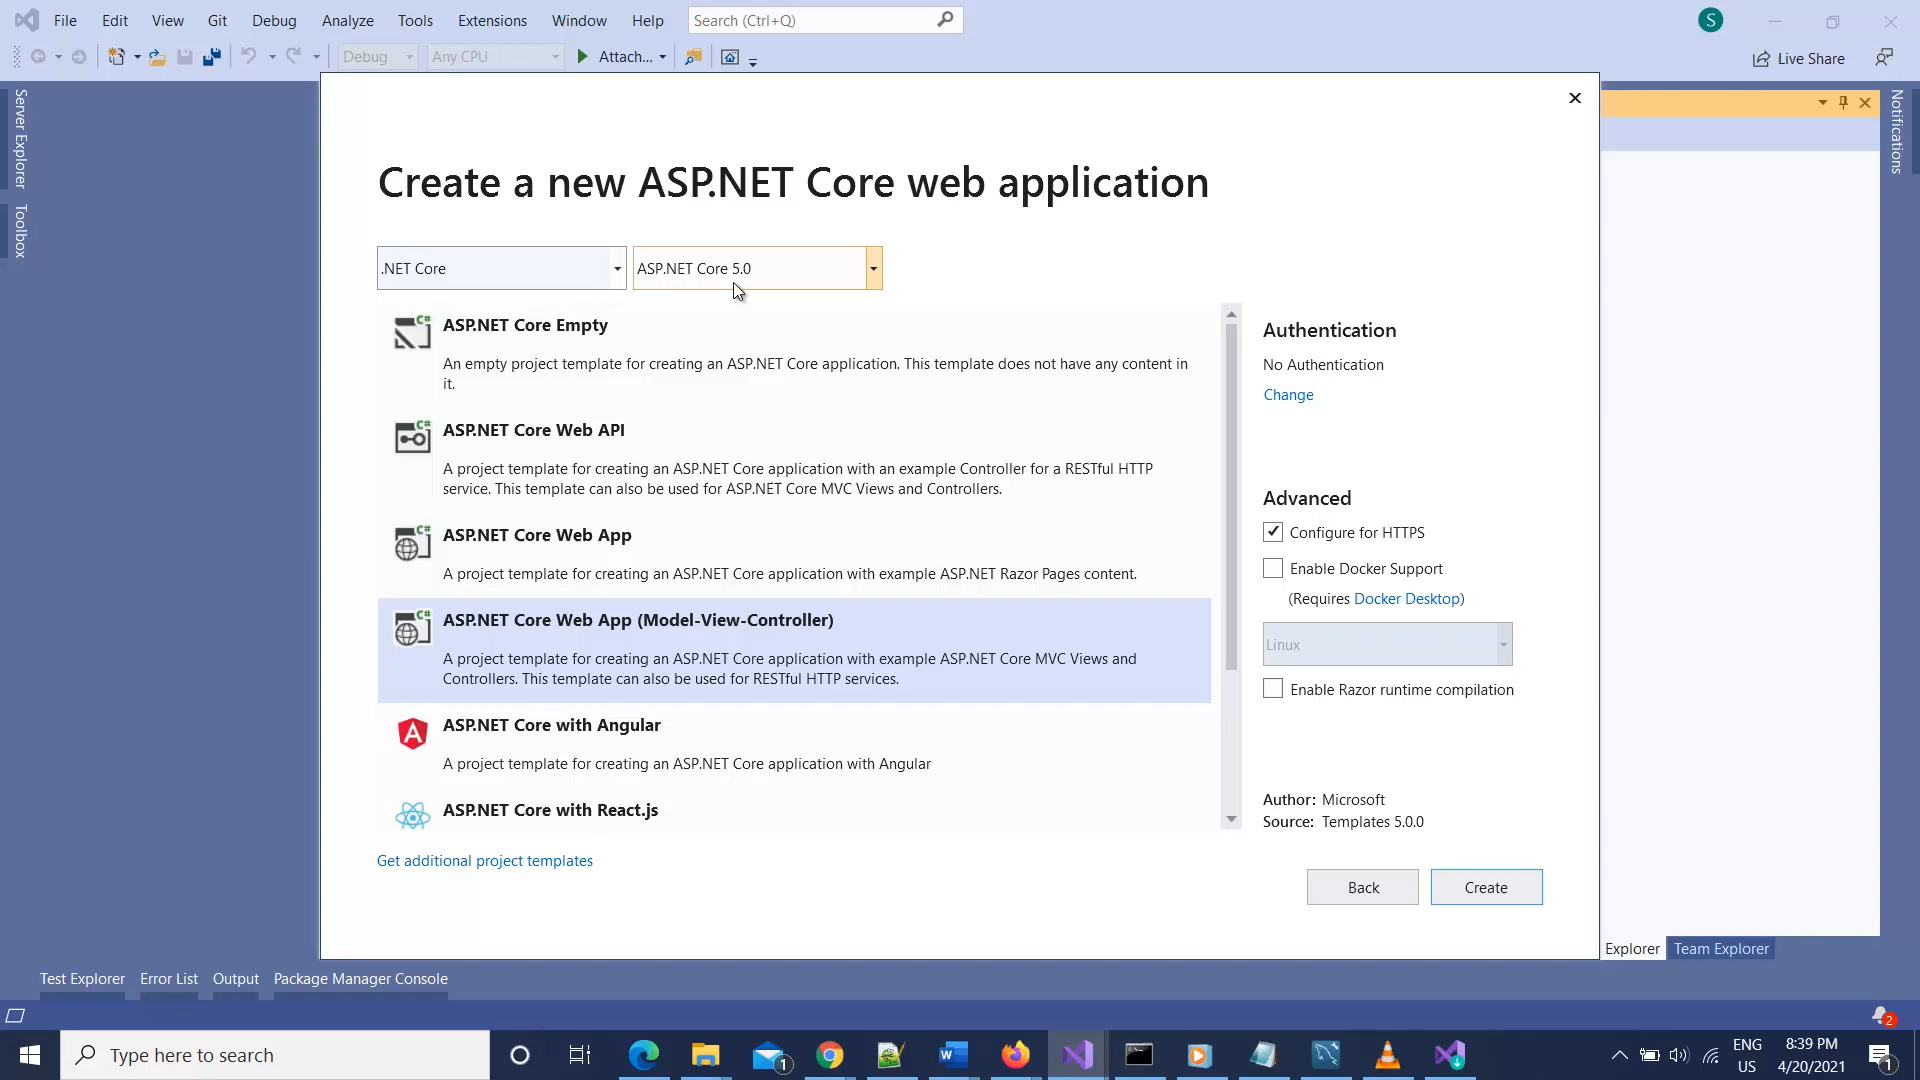 File Edit View Git Debug Analyze Tools Extensions Window Help Search (Ctrl+Q) S
Debug Any CPU Attach... Live Share
Server Explorer
Toolbox
Notifications
Create a new ASP.NET Core web application
.NET Core ASP.NET Core 5.0
ASP.NET Core Empty
An empty project template for creating an ASP.NET Core application. This template does not have any content in
it.
ASP.NET Core Web API
A project template for creating an ASP.NET Core application with an example Controller for a RESTful HTTP
service. This template can also be used for ASP.NET Core MVC Views and Controllers.
ASP.NET Core Web App
A project template for creating an ASP.NET Core application with example ASP.NET Razor Pages content.
ASP.NET Core Web App (Model-View-Controller)
A project template for creating an ASP.NET Core application with example ASP.NET Core MVC Views and
Controllers. This template can also be used for RESTful HTTP services.
ASP.NET Core with Angular
A project template for creating an ASP.NET Core application with Angular
ASP.NET Core with React.js
Get additional project templates
Authentication
No Authentication
Change
Advanced
Configure for HTTPS
Enable Docker Support
(Requires Docker Desktop)
Linux
Enable Razor runtime compilation
Author: Microsoft
Source: Templates 5.0.0
Back Create
Explorer Team Explorer
Test Explorer Error List Output Package Manager Console
2
Type here to search
1
ENG
US
8:39 PM
4/20/2021
1